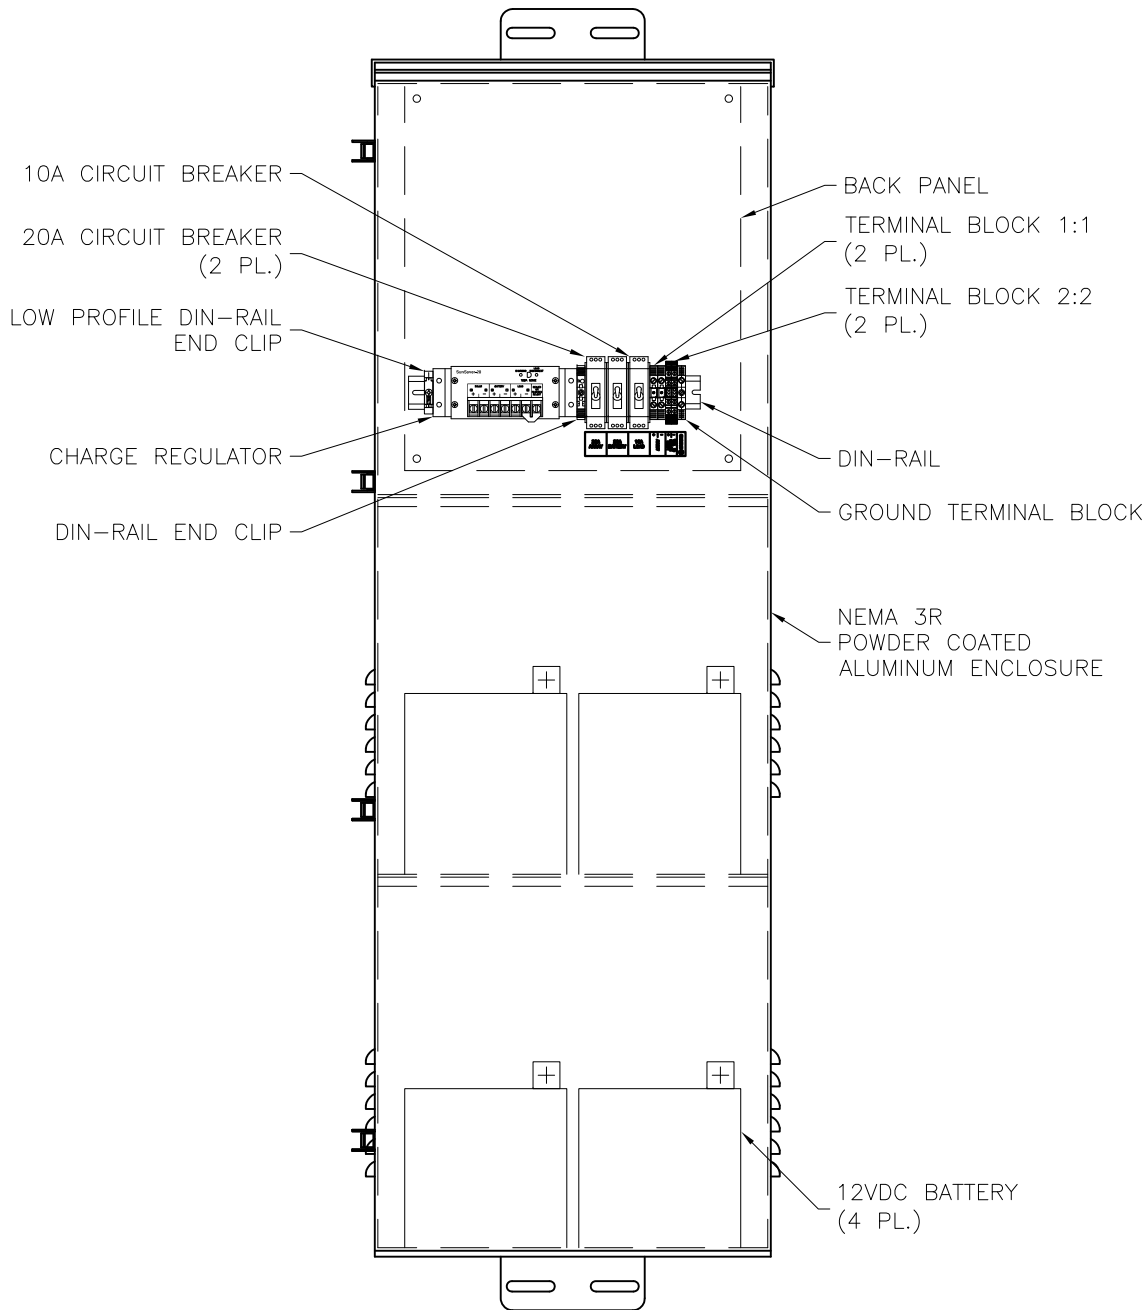 10A CIRCUIT BREAKER
20A CIRCUIT BREAKER
(2 PL.)
LOW PROFILE DIN-RAIL
END CLIP
CHARGE REGULATOR
DIN-RAIL END CLIP
BACK PANEL
TERMINAL BLOCK 1:1
(2 PL.)
TERMINAL BLOCK 2:2
(2 PL.)
DIN-RAIL
GROUND TERMINAL BLOCK
NEMA 3R
POWDER COATED
ALUMINUM ENCLOSURE
12VDC BATTERY
(4 PL.)